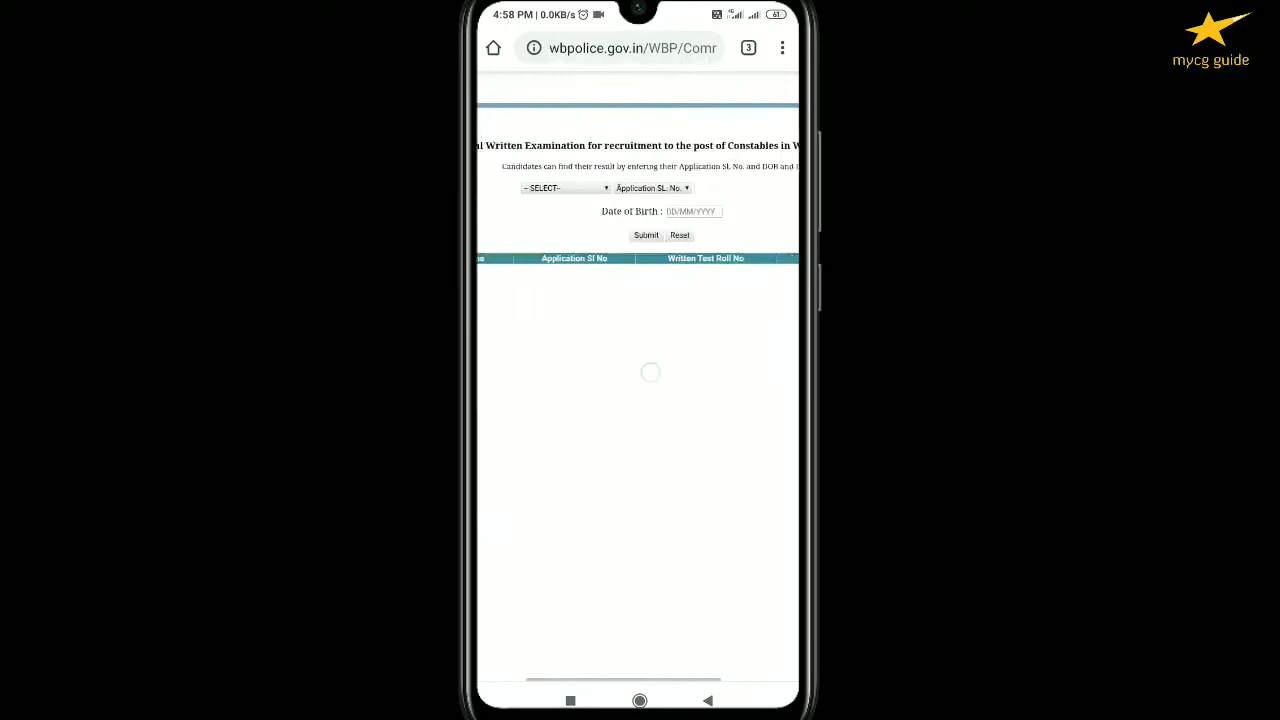 4:58 PM | 0.0KB/s
61
mycg guide
wbpolice.gov.in/WBP/Comr
3
Written Examination for recruitment to the post of Constables in W
Candidates can find their result by entering their Application Sl. No. and DOB and
--SELECT-- Application SL. No.
Date of Birth : DD/MM/YYYY
Submit Reset
Application Sl No Written Test Roll No